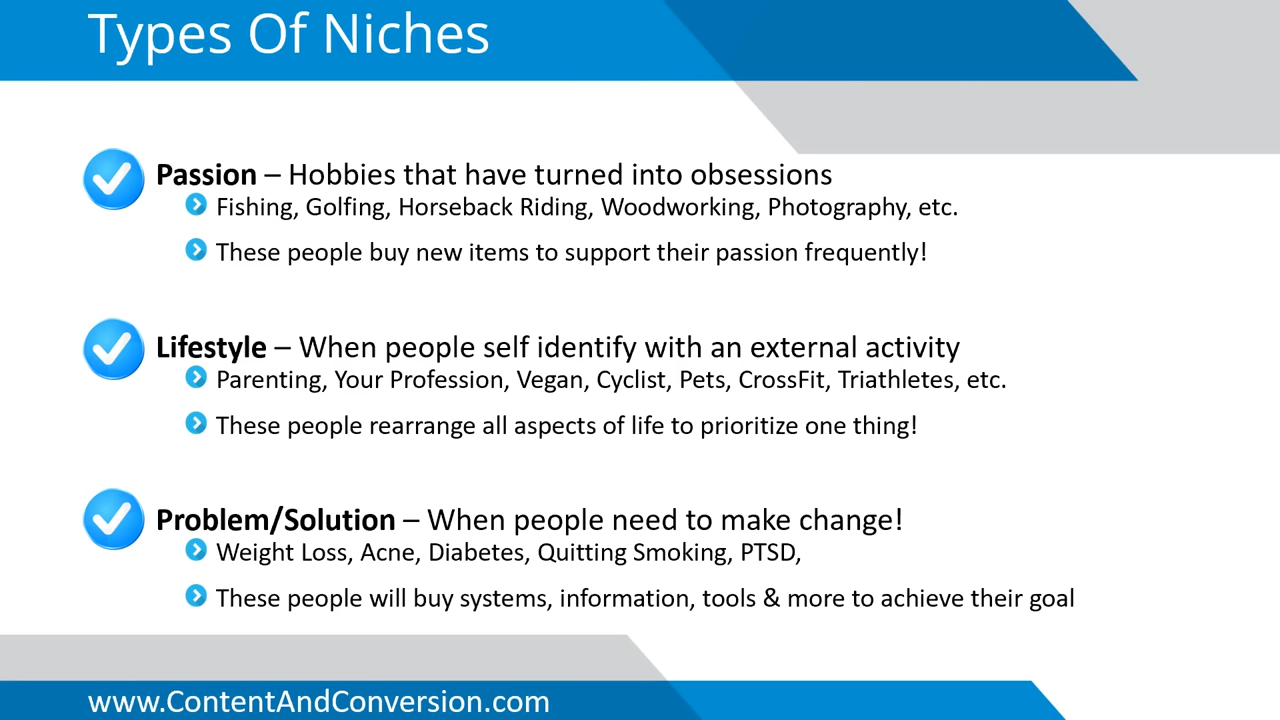 Types Of Niches
Passion – Hobbies that have turned into obsessions
Fishing, Golfing, Horseback Riding, Woodworking, Photography, etc.
These people buy new items to support their passion frequently!
Lifestyle – When people self identify with an external activity
Parenting, Your Profession, Vegan, Cyclist, Pets, CrossFit, Triathletes, etc.
These people rearrange all aspects of life to prioritize one thing!
Problem/Solution – When people need to make change!
Weight Loss, Acne, Diabetes, Quitting Smoking, PTSD,
These people will buy systems, information, tools & more to achieve their goal
www.ContentAndConversion.com